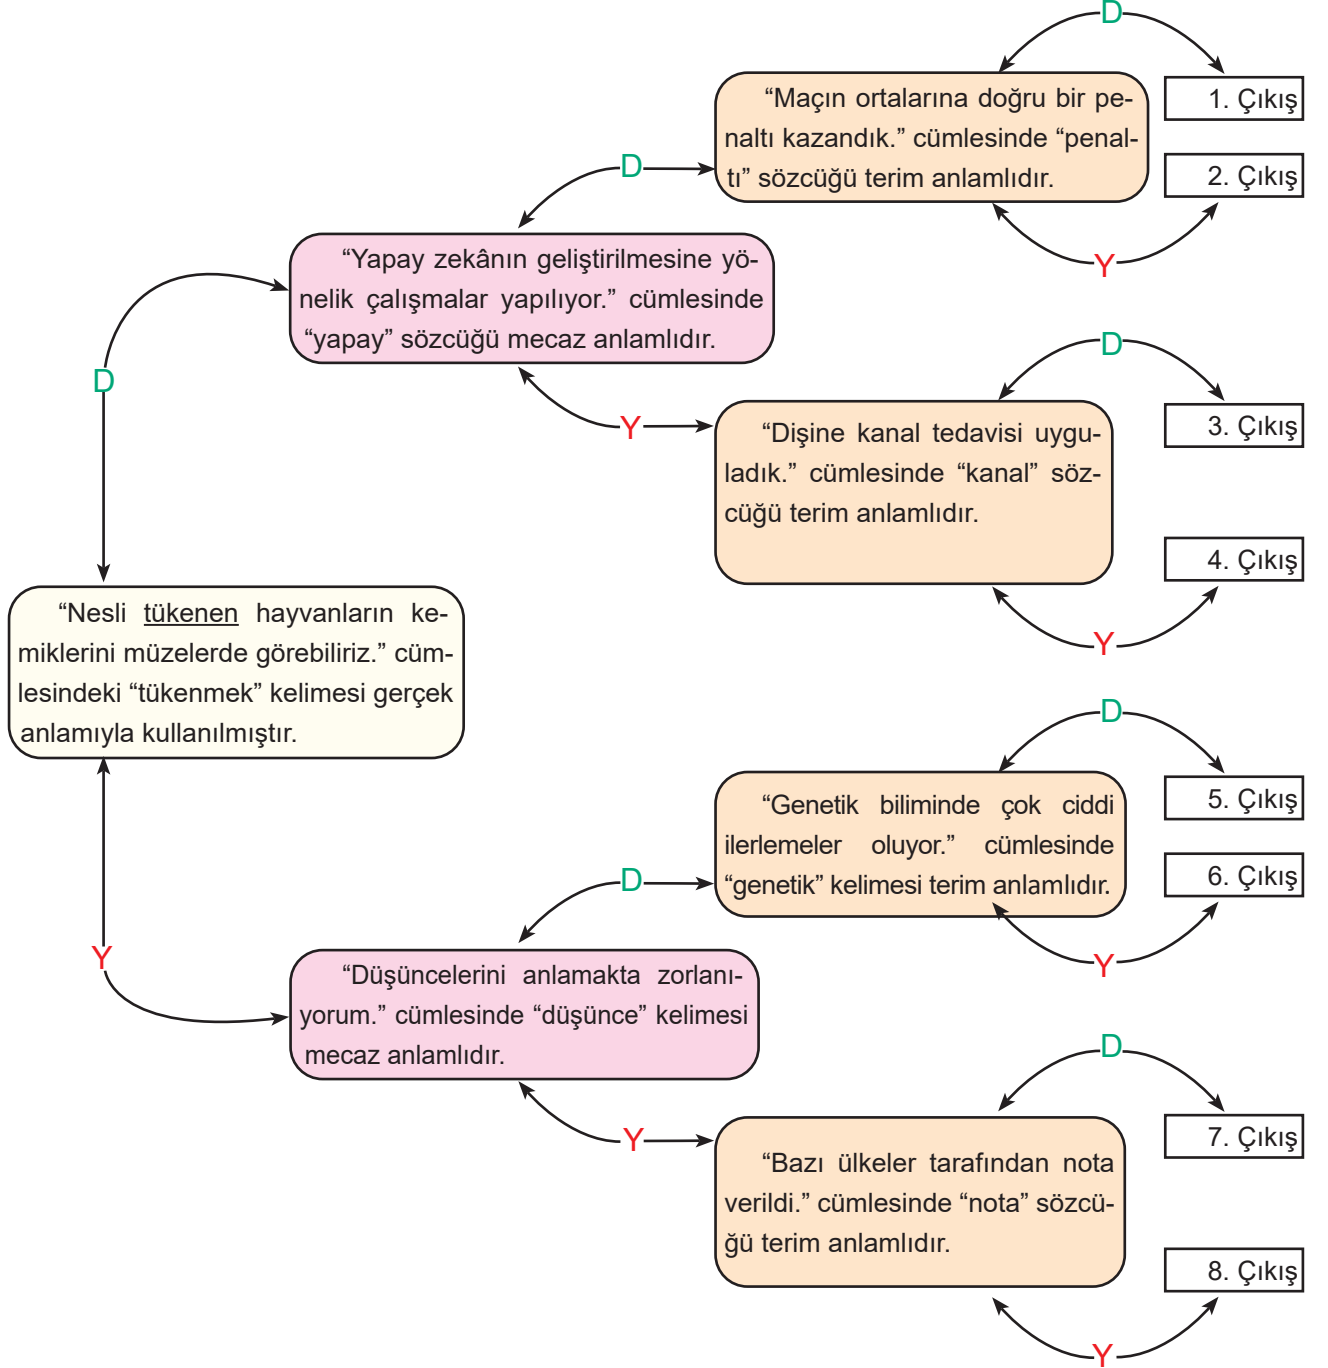 D
“Maçın ortalarına doğru bir pe-
naltı kazandık.” cümlesinde “penal-
tı” sözcüğü terim anlamlıdır.
1. Çıkış
2. Çıkış
Y
D
“Yapay zekânın geliştirilmesine yö-
nelik çalışmalar yapılıyor.” cümlesinde
“yapay” sözcüğü mecaz anlamlıdır.
D
Y
D
“Dişine kanal tedavisi uygu-
ladık.” cümlesinde “kanal” söz-
cüğü terim anlamlıdır.
3. Çıkış
4. Çıkış
Y
“Nesli tükenen hayvanların ke-
miklerini müzelerde görebiliriz.” cüm-
lesindeki “tükenmek” kelimesi gerçek
anlamıyla kullanılmıştır.
D
“Genetik biliminde çok ciddi
ilerlemeler oluyor.” cümlesinde
“genetik” kelimesi terim anlamlıdır.
5. Çıkış
6. Çıkış
Y
D
Y
“Düşüncelerini anlamakta zorlanı-
yorum.” cümlesinde “düşünce” kelimesi
mecaz anlamlıdır.
Y
D
“Bazı ülkeler tarafından nota
verildi.” cümlesinde “nota” sözcü-
ğü terim anlamlıdır.
7. Çıkış
8. Çıkış
Y